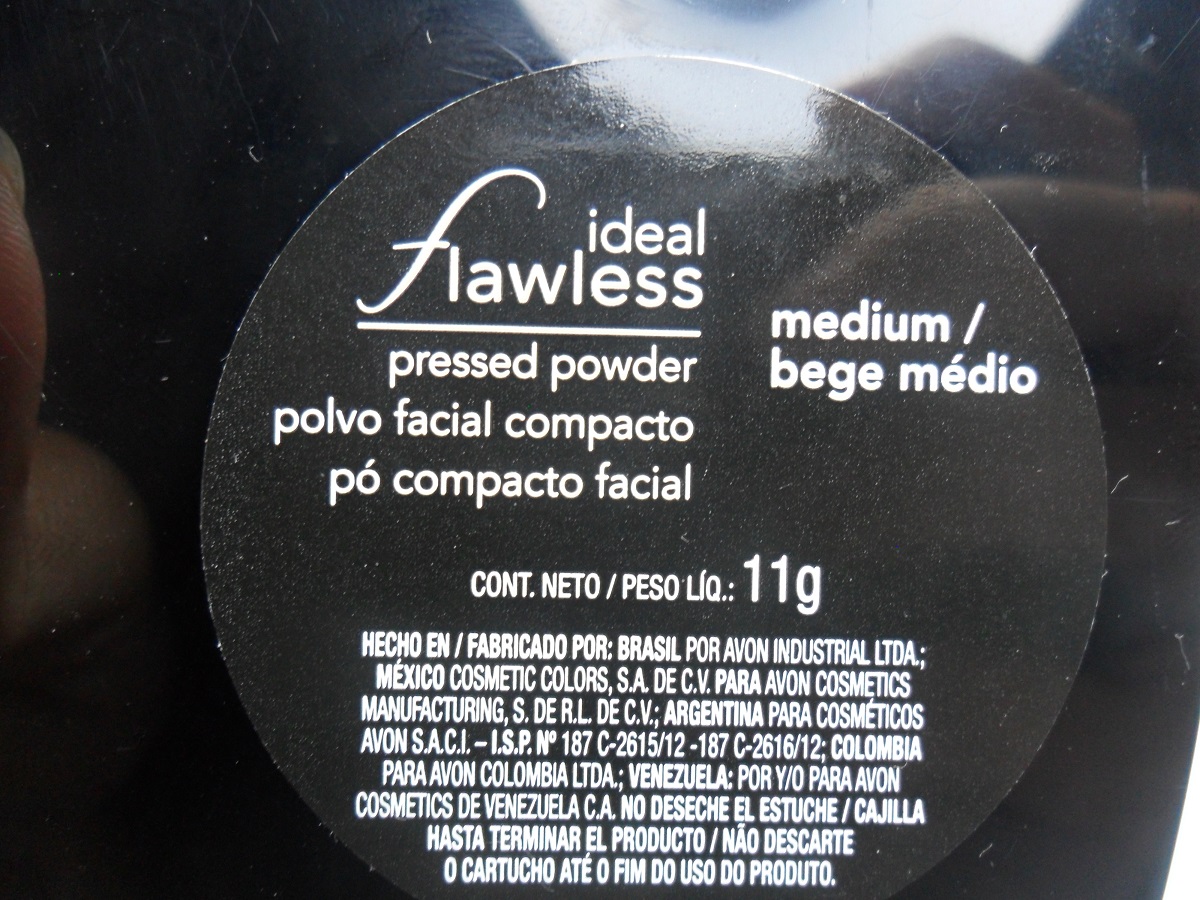 ideal
flawless
pressed powder
polvo facial compacto
pó compacto facial
medium /
bege médio
CONT. NETO / PESO LÍQ.: 11g
HECHO EN / FABRICADO POR: BRASIL POR AVON INDUSTRIAL LTDA.;
MÉXICO COSMETIC COLORS, S.A. DE C.V. PARA AVON COSMETICS
MANUFACTURING, S. DE R.L. DE C.V.; ARGENTINA PARA COSMÉTICOS
AVON S.A.C.I. – I.S.P. Nº 187 C-2615/12 -187 C-2616/12; COLOMBIA
PARA AVON COLOMBIA LTDA.; VENEZUELA: POR Y/O PARA AVON
COSMETICS DE VENEZUELA C.A. NO DESECHE EL ESTUCHE / CAJILLA
HASTA TERMINAR EL PRODUCTO / NÃO DESCARTE
O CARTUCHO ATÉ O FIM DO USO DO PRODUTO.